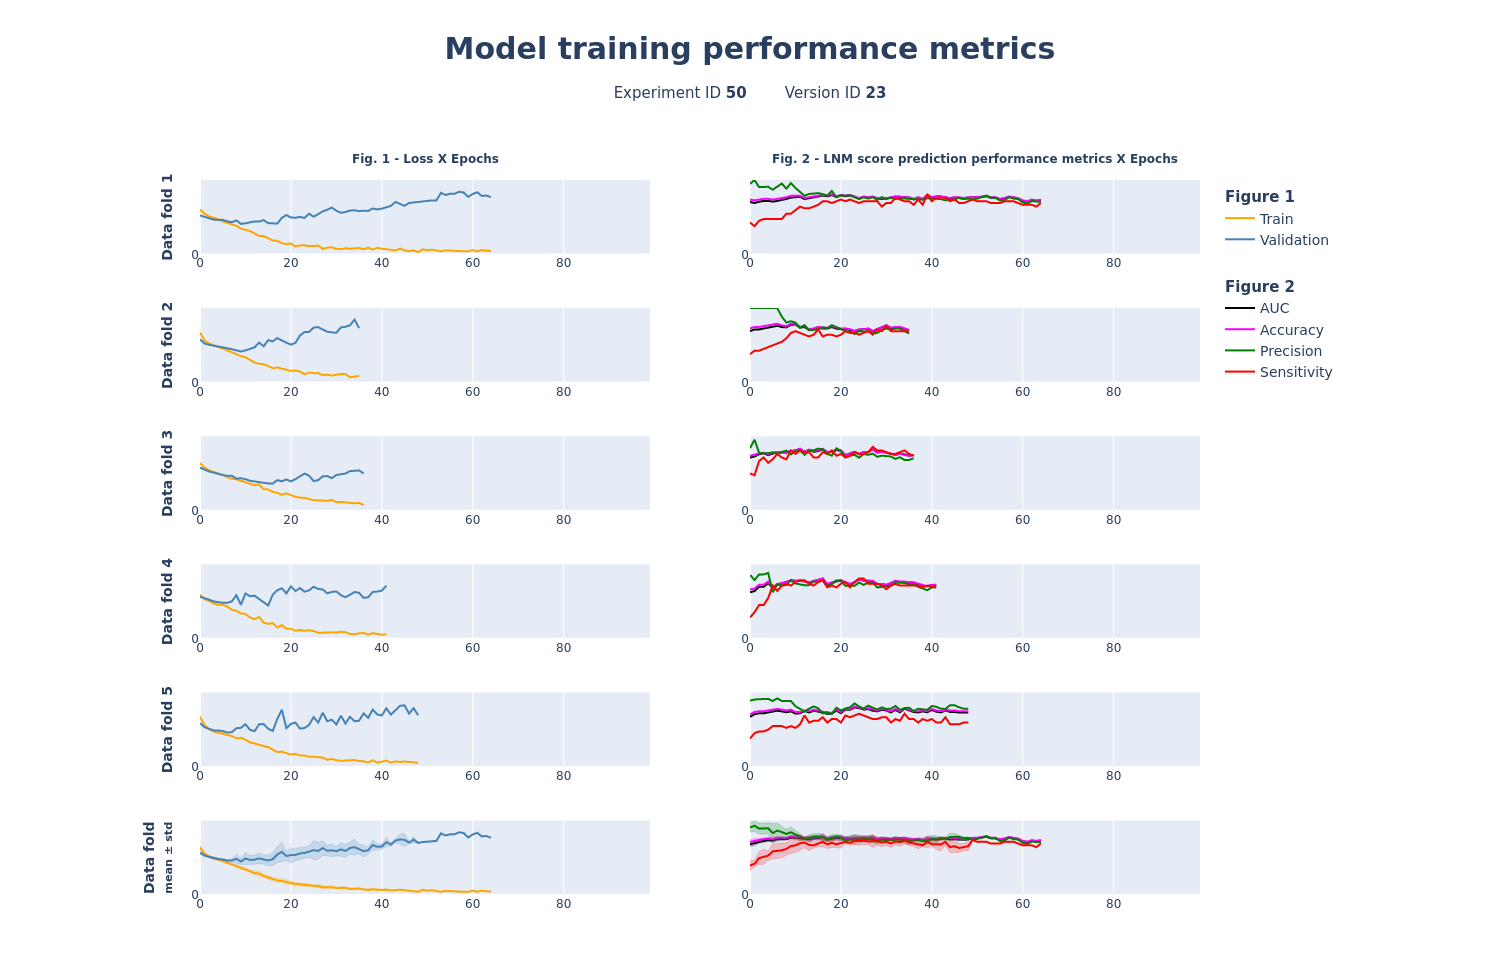 Model training performance metrics
Experiment ID 50 Version ID 23
Fig. 1 - Loss X Epochs
Fig. 2 - LNM score prediction performance metrics X Epochs
Data fold 1
0
0 20 40 60 80
0
0 20 40 60 80
Figure 1
Train
Validation
Figure 2
AUC
Accuracy
Precision
Sensitivity
Data fold 2
0
0 20 40 60 80
0
0 20 40 60 80
Data fold 3
0
0 20 40 60 80
0
0 20 40 60 80
Data fold 4
0
0 20 40 60 80
0
0 20 40 60 80
Data fold 5
0
0 20 40 60 80
0
0 20 40 60 80
Data fold
mean ± std
0
0 20 40 60 80
0
0 20 40 60 80